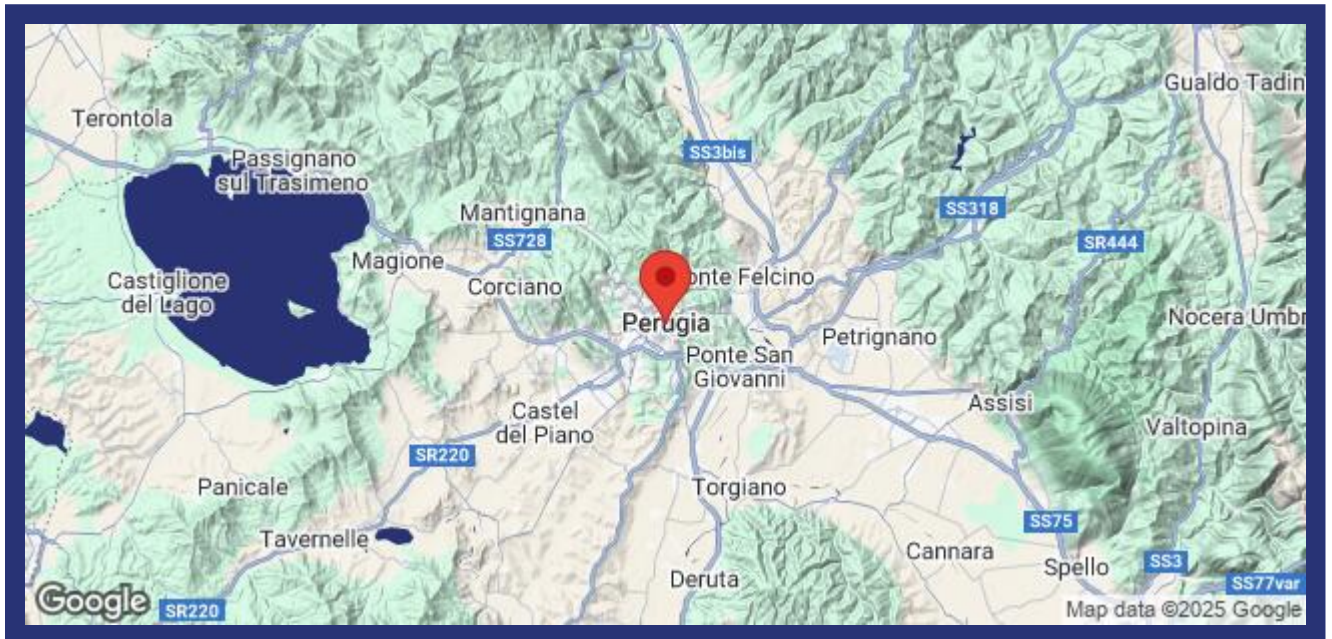 Gualdo Tadin
Terontola
Passignano
sul Trasimeno
SS3bis
Mantignana
SS318
SS728
SR444
Magione
Castiglione
del Lago
Corciano
onte Felcino
Perugia
Nocera Umbr
Petrignano
Ponte San
Giovanni
Assisi
Castel
del Piano
Valtopina
SR220
Panicale
Torgiano
SS75
Tavernelle
Cannara
SS3
Spello
Deruta
SS77var
Google
SR220
Map data ©2025 Google